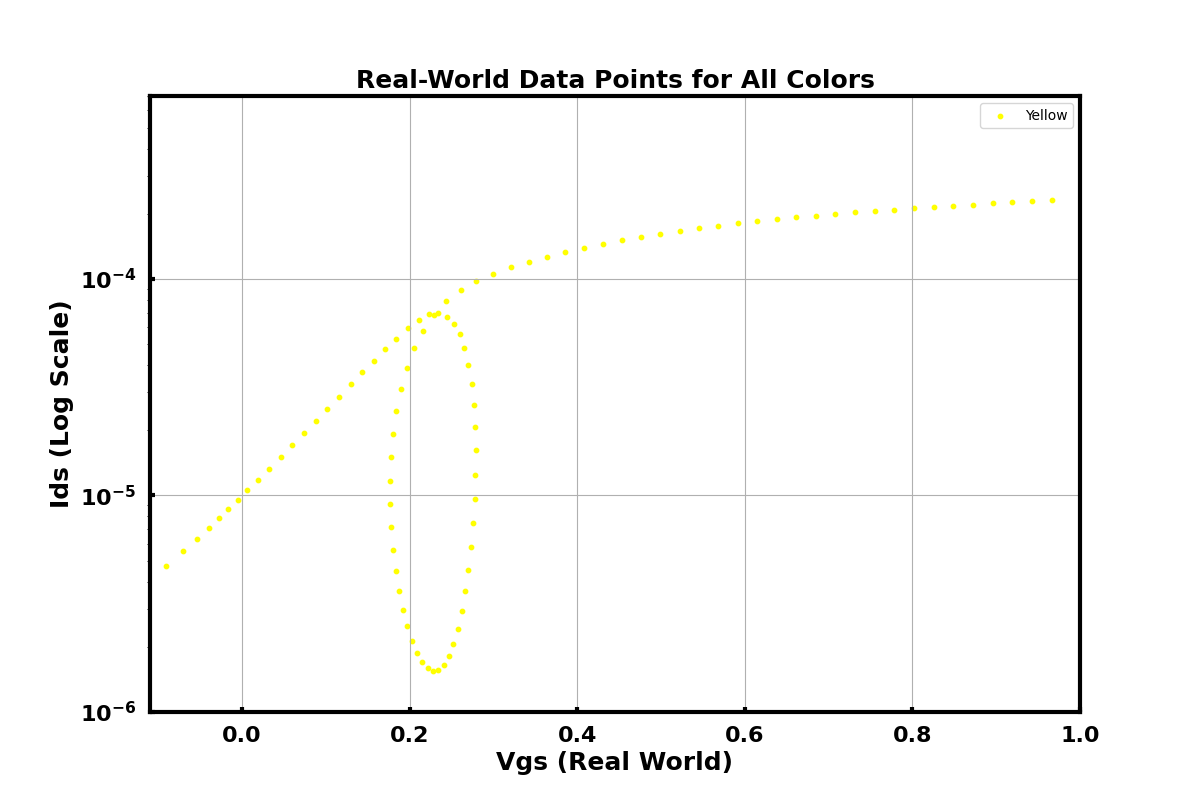 Real-World Data Points for All Colors
Yellow
Ids (Log Scale)
10⁻⁴
10⁻⁵
10⁻⁶
0.0 0.2 0.4 0.6 0.8 1.0
Vgs (Real World)